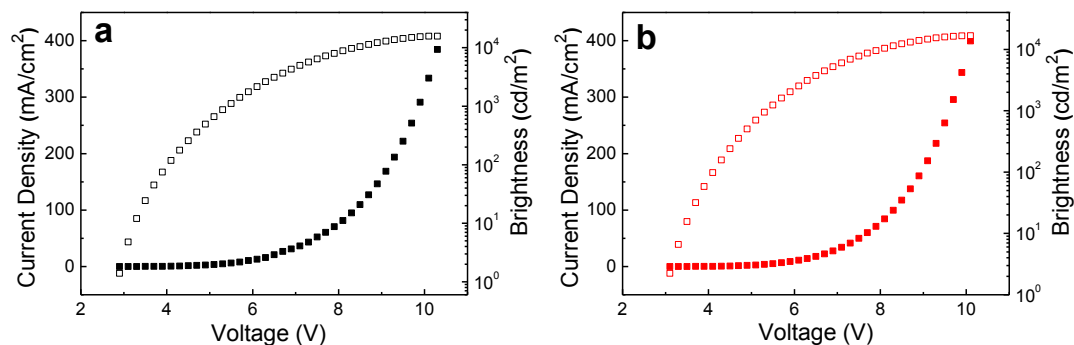 a
Current Density (mA/cm²)
400
300
200
100
0
2 4 6 8 10
Voltage (V)
10⁴
10³
10²
10¹
10⁰
Brightness (cd/m²)
b
Current Density (mA/cm²)
400
300
200
100
0
2 4 6 8 10
Voltage (V)
10⁴
10³
10²
10¹
10⁰
Brightness (cd/m²)